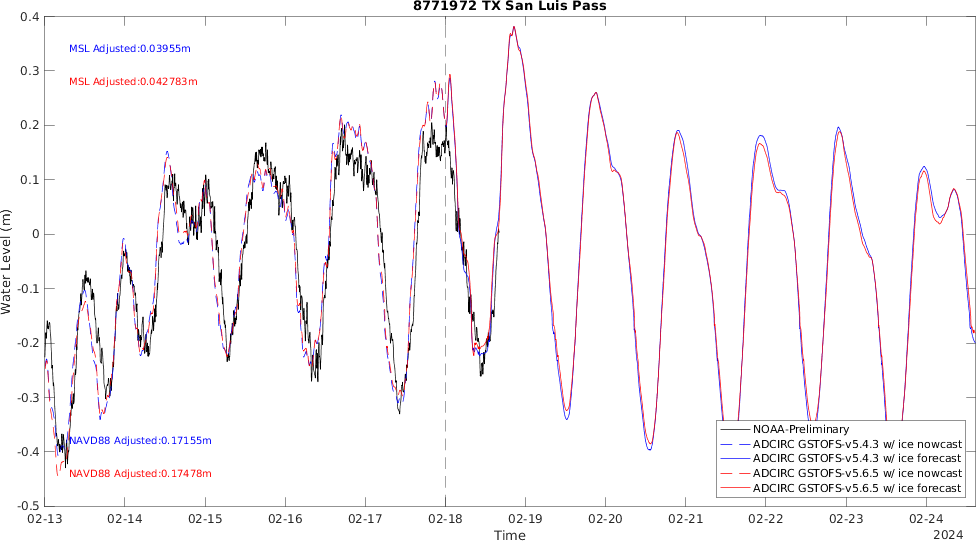 8771972 TX San Luis Pass
0.4
0.3
0.2
0.1
0
-0.1
-0.2
-0.3
-0.4
-0.5
Water Level (m)
MSL Adjusted:0.03955m
MSL Adjusted:0.042783m
NAVD88 Adjusted:0.17155m
NAVD88 Adjusted:0.17478m
NOAA-Preliminary
ADCIRC GSTOFS-v5.4.3 w/ ice nowcast
ADCIRC GSTOFS-v5.4.3 w/ ice forecast
ADCIRC GSTOFS-v5.6.5 w/ ice nowcast
ADCIRC GSTOFS-v5.6.5 w/ ice forecast
02-13 02-14 02-15 02-16 02-17 02-18 02-19 02-20 02-21 02-22 02-23 02-24
Time
2024